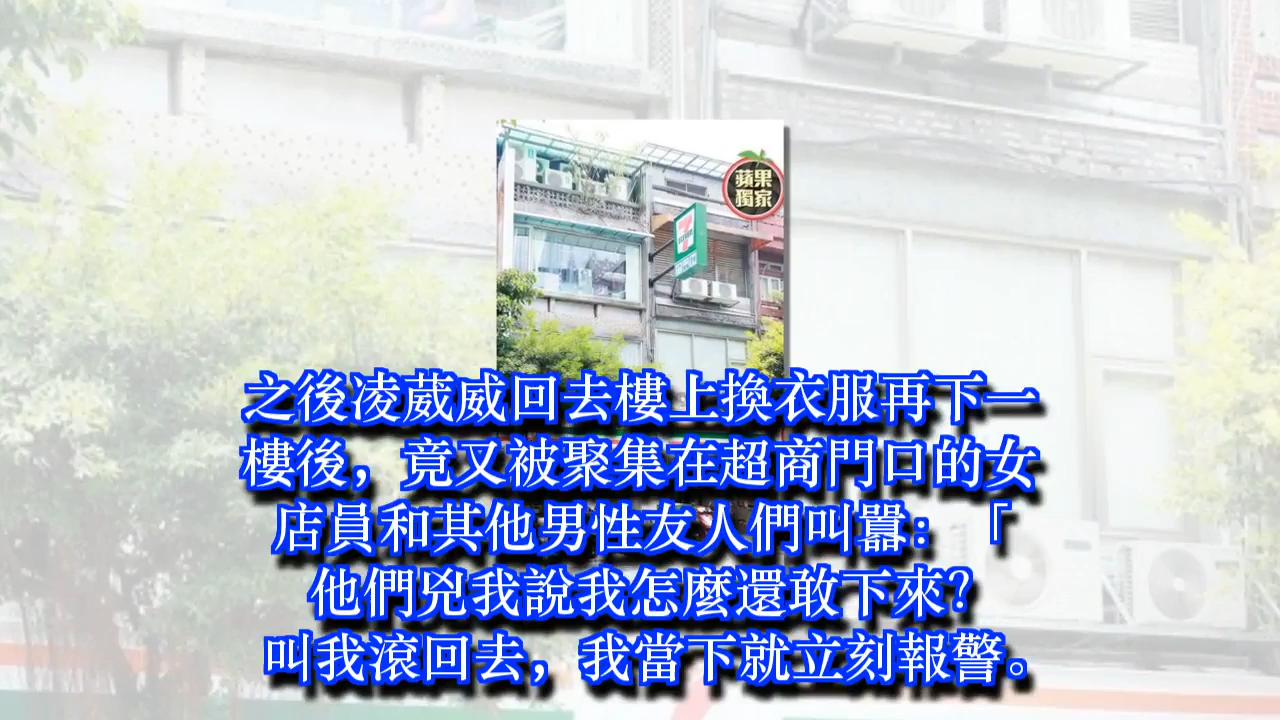 蘋果
獨家
7
ELEVEN
之後凌葳威回去樓上換衣服再下一
樓後，竟又被聚集在超商門口的女
店員和其他男性友人們叫囂：「
他們兇我說我怎麼還敢下來？
叫我滾回去，我當下就立刻報警。